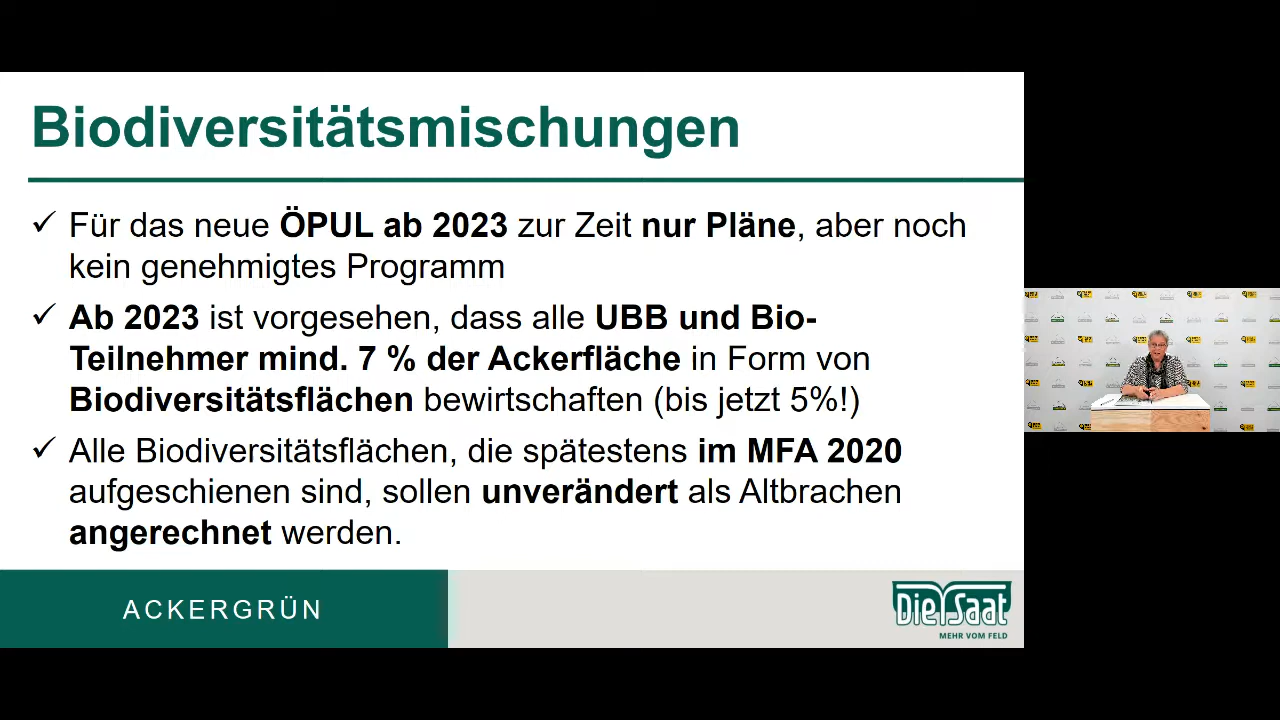 Biodiversitätsmischungen
✓ Für das neue ÖPUL ab 2023 zur Zeit nur Pläne, aber noch
kein genehmigtes Programm
✓ Ab 2023 ist vorgesehen, dass alle UBB und Bio-
Teilnehmer mind. 7 % der Ackerfläche in Form von
Biodiversitätsflächen bewirtschaften (bis jetzt 5%!)
✓ Alle Biodiversitätsflächen, die spätestens im MFA 2020
aufgeschienen sind, sollen unverändert als Altbrachen
angerechnet werden.
ACKERGRÜN
Die Saat
MEHR VOM FELD